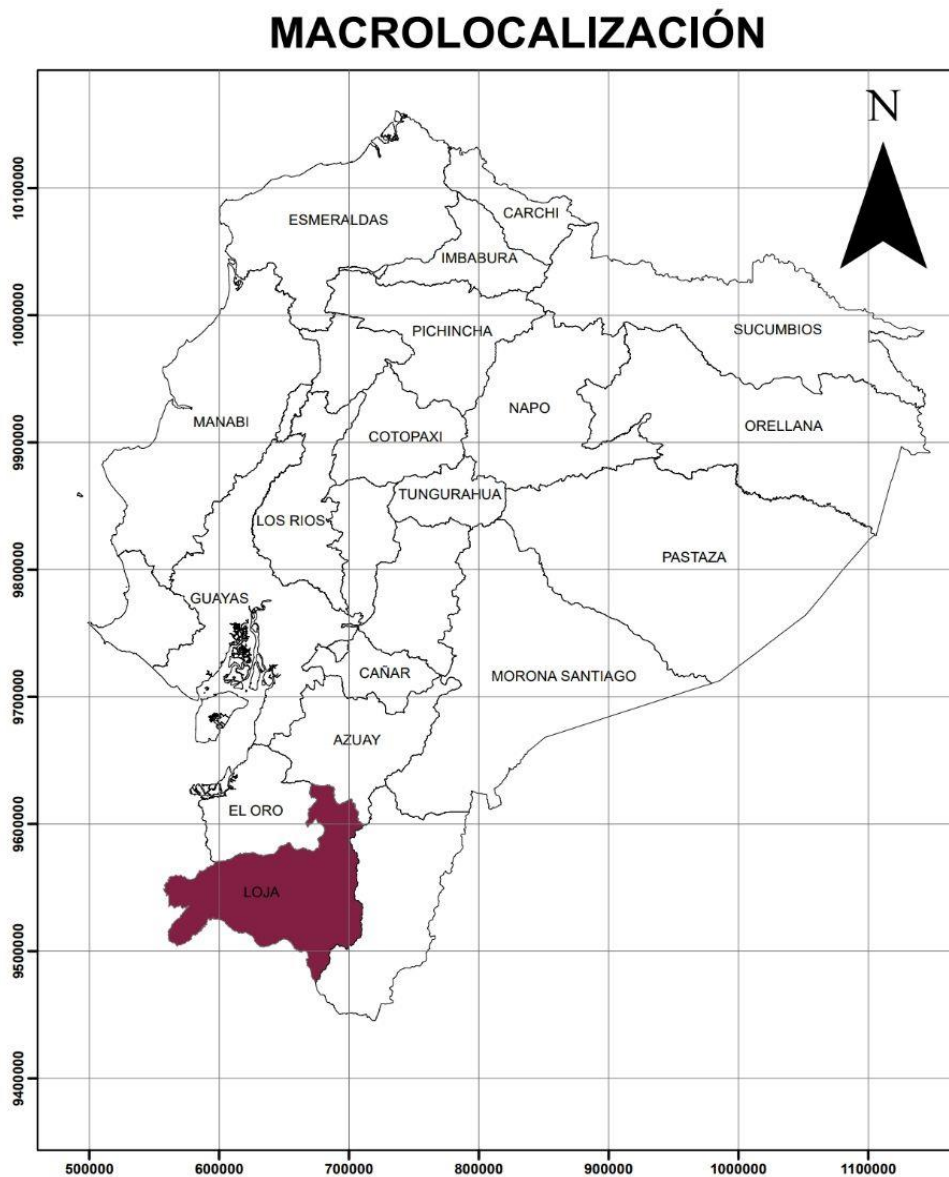 MACROLOCALIZACIÓN
N
10100000
ESMERALDAS
CARCHI
IMBABURA
10000000
PICHINCHA
SUCUMBIOS
NAPO
MANABI
ORELLANA
COTOPAXI
9900000
TUNGURAHUA
LOS RIOS
PASTAZA
9800000
GUAYAS
CAÑAR
MORONA SANTIAGO
9700000
AZUAY
EL ORO
9600000
LOJA
9500000
9400000
500000 600000 700000 800000 900000 1000000 1100000